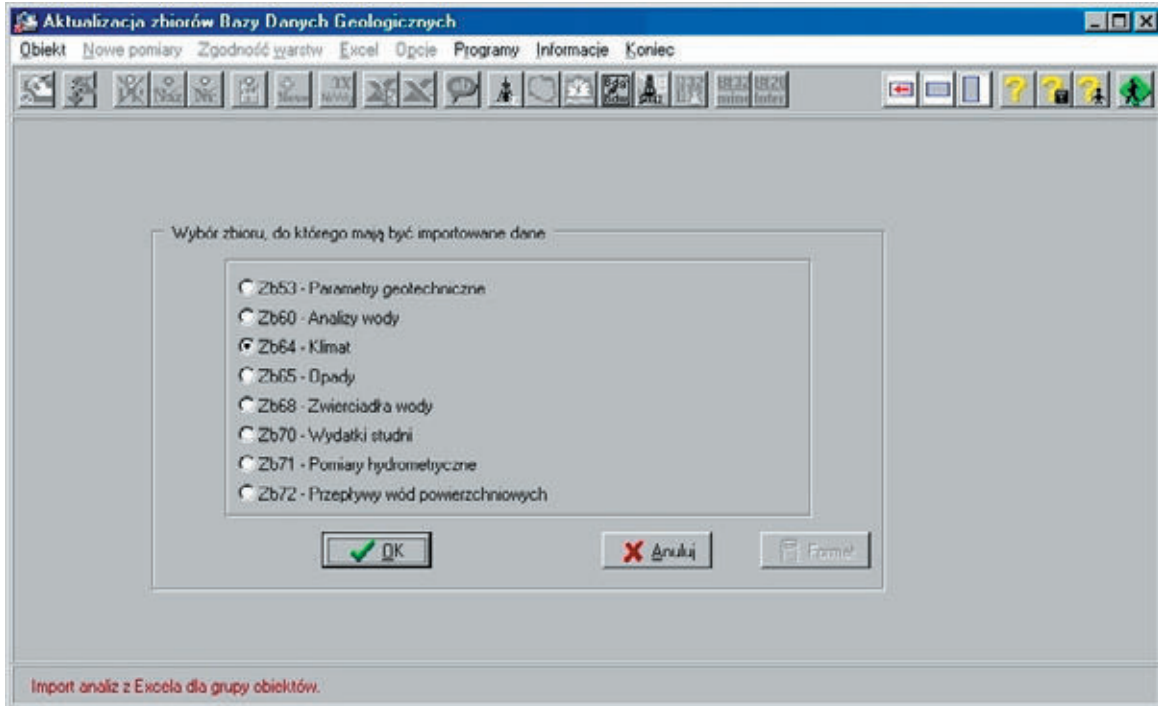 Aktualizacja zbiorów Bazy Danych Geologicznych
Obiekt Nowe pomiary Zgodność warstw Excel Opcje Programy Informacje Koniec
Wybór zbioru, do którego mają być importowane dane
Zb53 - Parametry geotechniczne
Zb60 - Analizy wody
Zb64 - Klimat
Zb65 - Opady
Zb68 - Zwierciadła wody
Zb70 - Wydatki studni
Zb71 - Pomiary hydrometryczne
Zb72 - Przepływy wód powierzchniowych
OK Anuluj Format
Import analiz z Excela dla grupy obiektów.